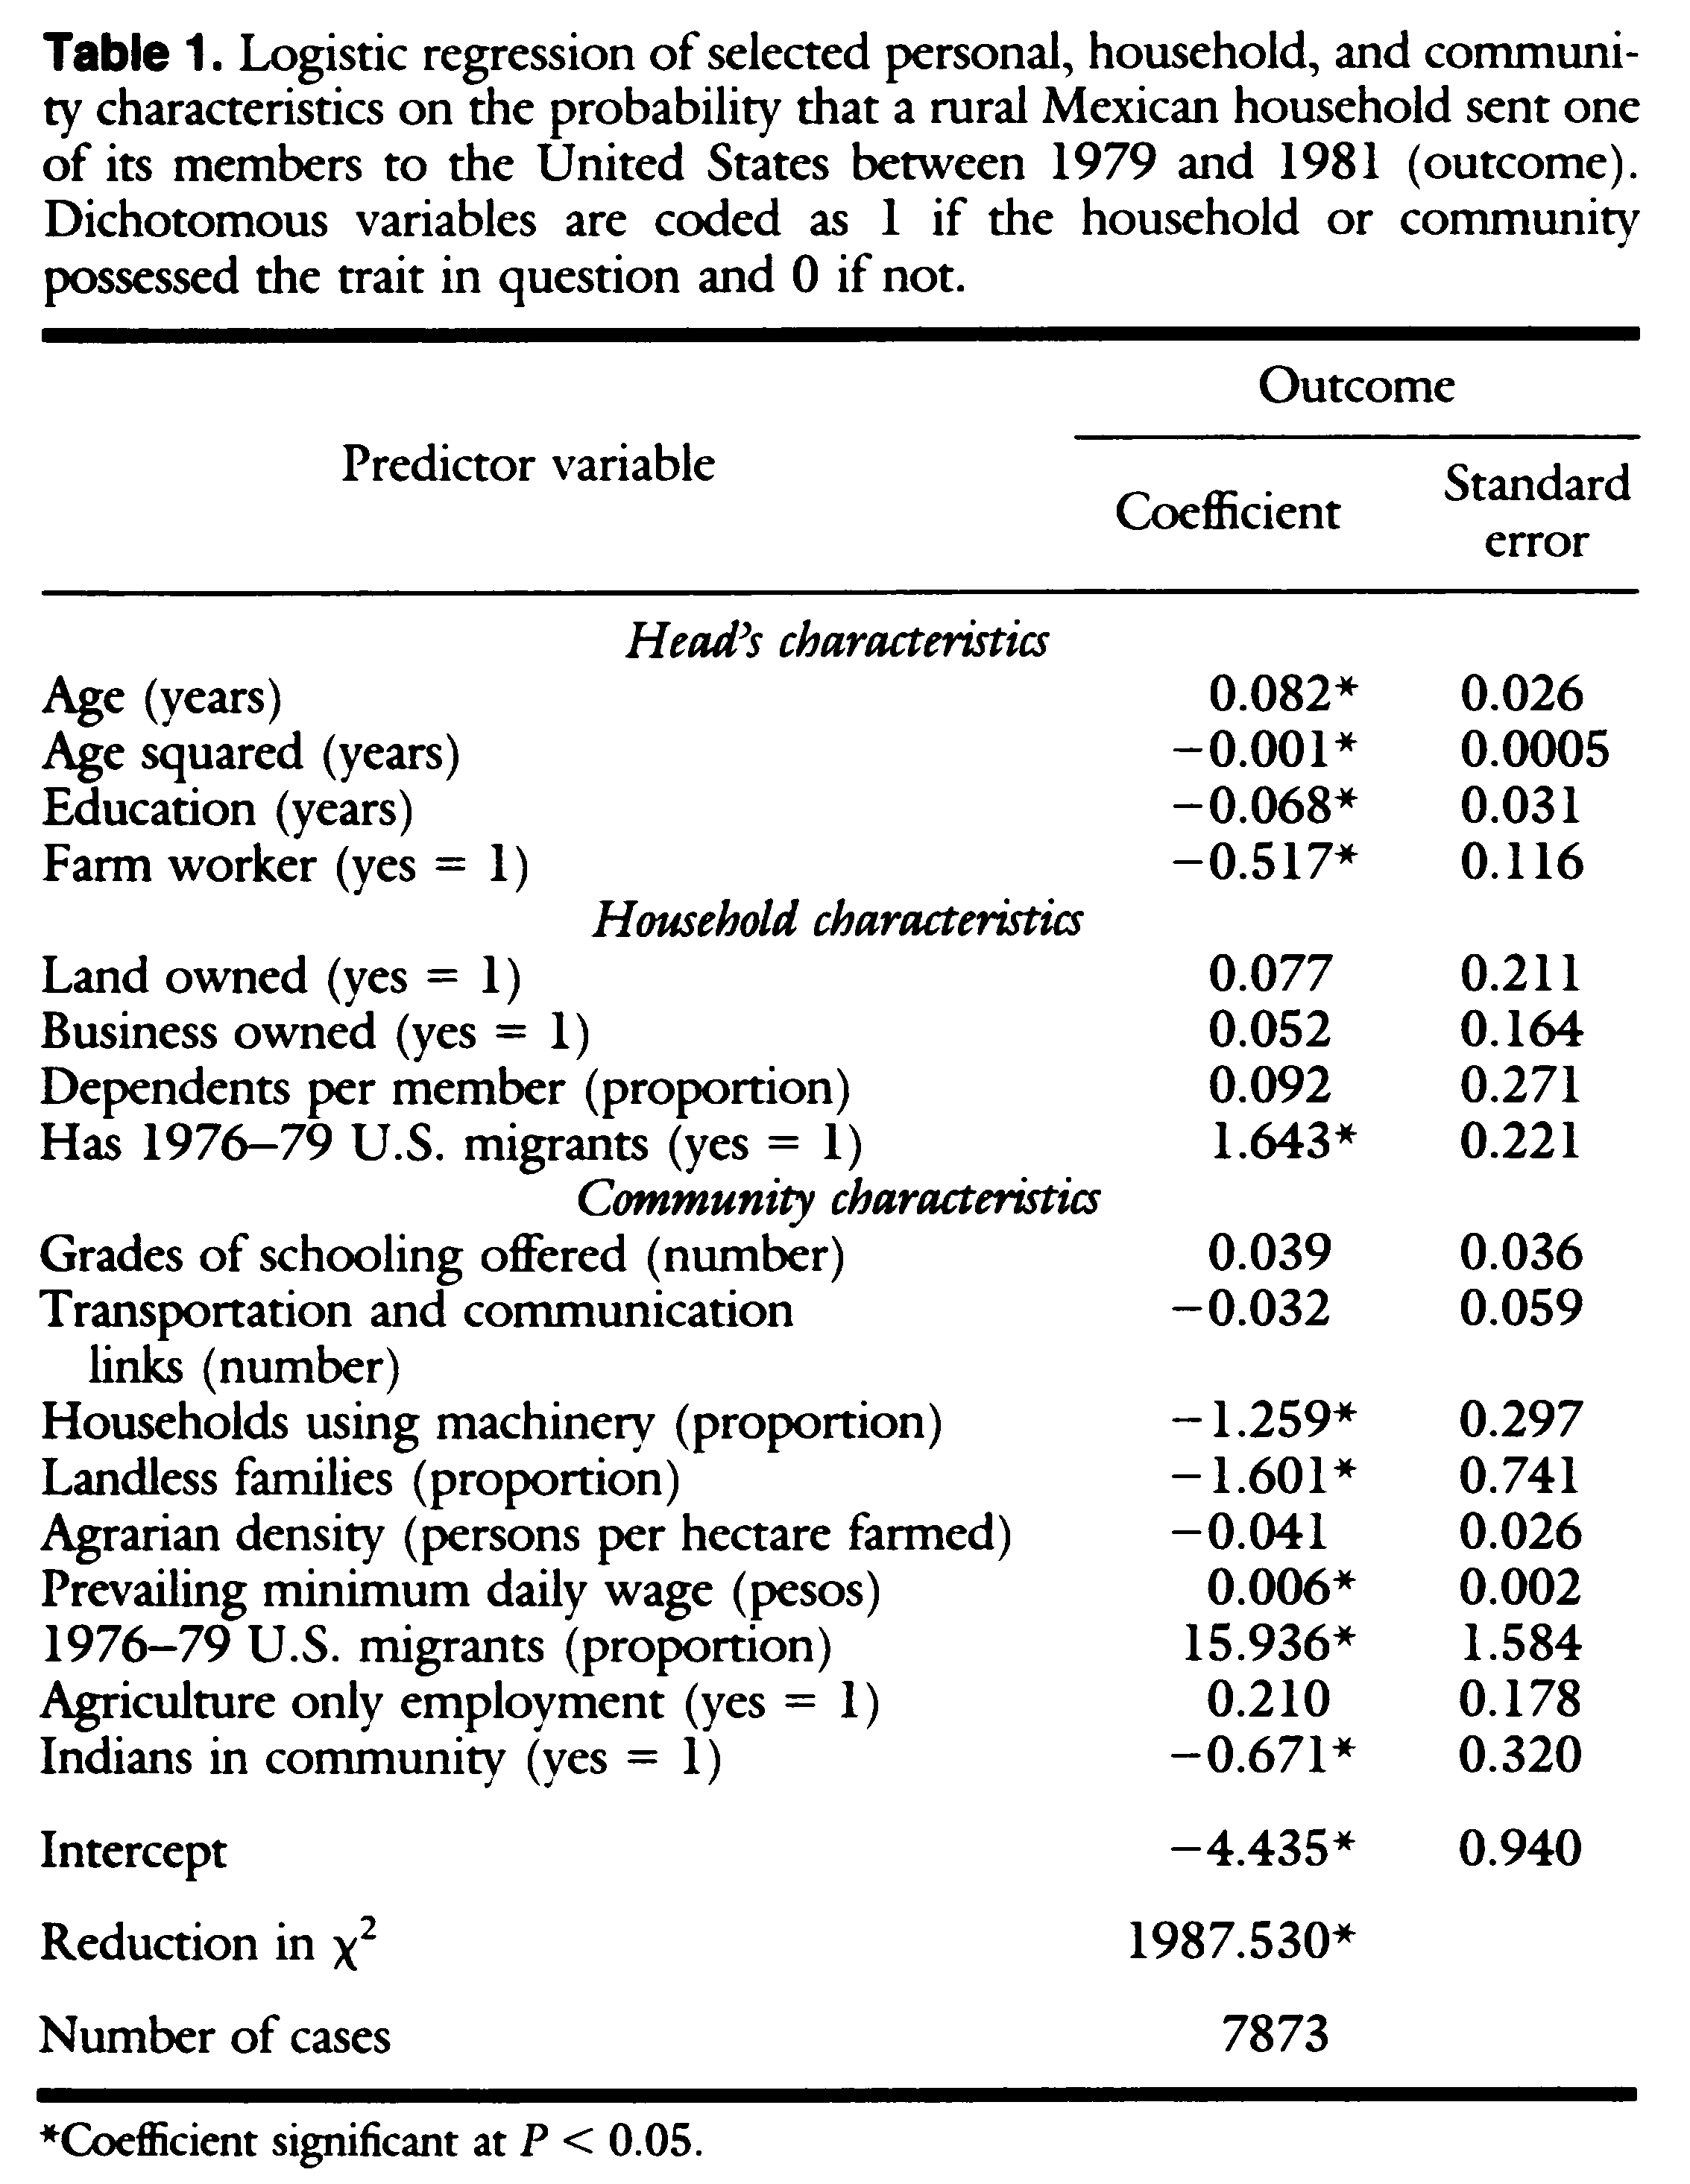 Table 1. Logistic regression of selected personal, household, and communi-
ty characteristics on the probability that a rural Mexican household sent one
of its members to the United States between 1979 and 1981 (outcome).
Dichotomous variables are coded as 1 if the household or community
possessed the trait in question and 0 if not.
Outcome
Predictor variable
Coefficient Standard error
Head's characteristics
Age (years) 0.082* 0.026
Age squared (years) −0.001* 0.0005
Education (years) −0.068* 0.031
Farm worker (yes = 1) −0.517* 0.116
Household characteristics
Land owned (yes = 1) 0.077 0.211
Business owned (yes = 1) 0.052 0.164
Dependents per member (proportion) 0.092 0.271
Has 1976–79 U.S. migrants (yes = 1) 1.643* 0.221
Community characteristics
Grades of schooling offered (number) 0.039 0.036
Transportation and communication −0.032 0.059
links (number)
Households using machinery (proportion) −1.259* 0.297
Landless families (proportion) −1.601* 0.741
Agrarian density (persons per hectare farmed) −0.041 0.026
Prevailing minimum daily wage (pesos) 0.006* 0.002
1976–79 U.S. migrants (proportion) 15.936* 1.584
Agriculture only employment (yes = 1) 0.210 0.178
Indians in community (yes = 1) −0.671* 0.320
Intercept −4.435* 0.940
Reduction in χ² 1987.530*
Number of cases 7873
*Coefficient significant at P < 0.05.